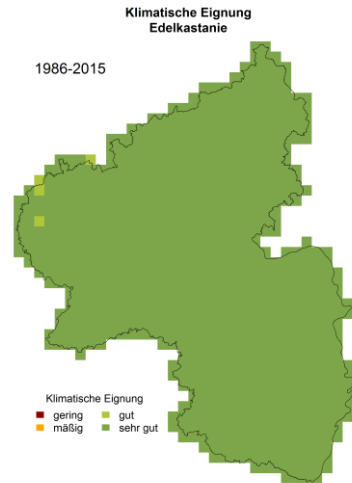 Klimatische Eignung
Edelkastanie
1986-2015
Klimatische Eignung
gering gut
mäßig sehr gut